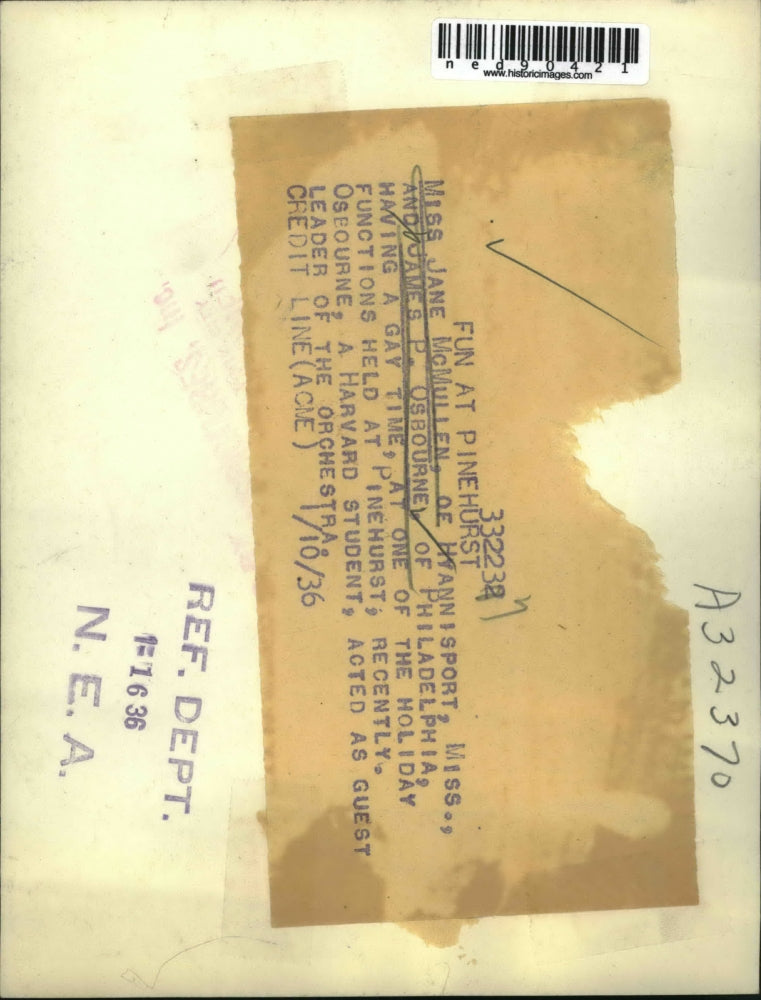 ned90421
www.historicimages.com
332238
FUN AT PINEHURST
MISS JANE MCMULLEN, OF HYANNISPORT, MISS.,
AND JAMES P. OSBOURNE, OF PHILADELPHIA,
HAVING A GAY TIME, AT ONE OF THE HOLIDAY
FUNCTIONS HELD AT PINEHURST, RECENTLY.
OSBOURNE, A HARVARD STUDENT, ACTED AS GUEST
LEADER OF THE ORCHESTRA.
CREDIT LINE (ACME) 1/10/36
A32370
REF. DEPT.
1-16 36
N. E. A.